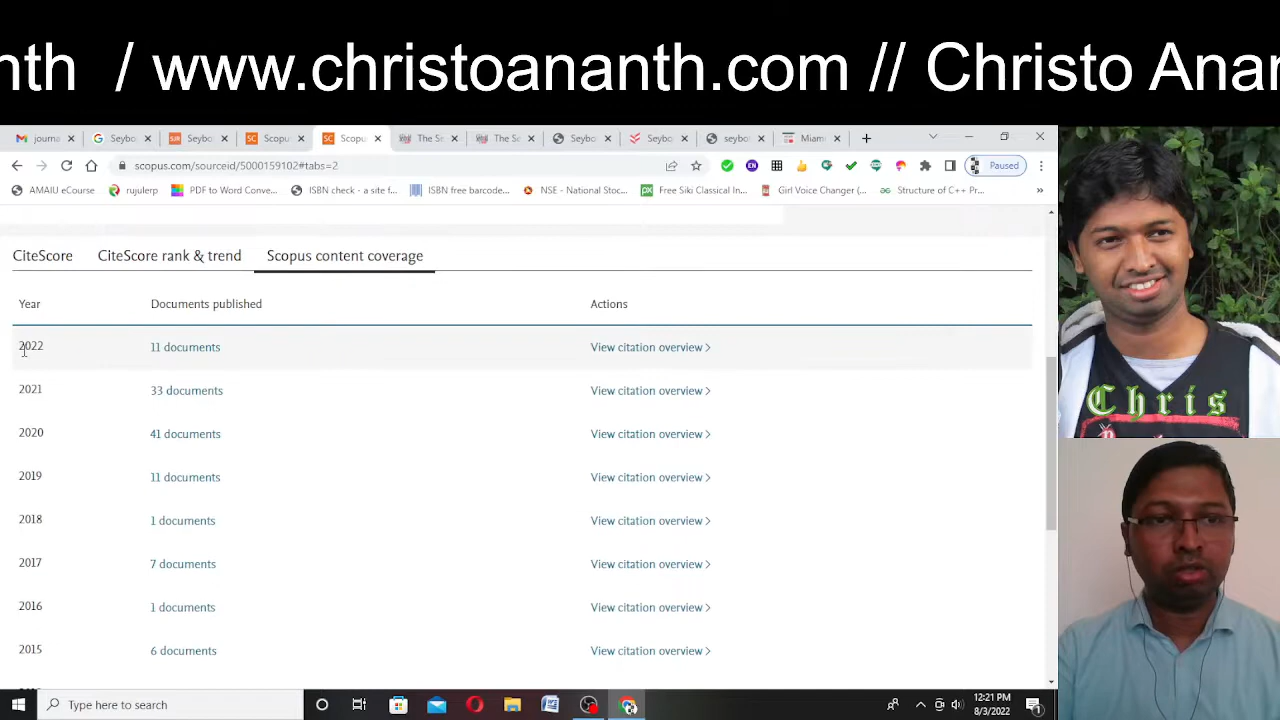 nth / www.christoananth.com // Christo Anan
journa
Seybo
Seybo
Scopu
Scopu
The S
The S
Seybo
Seybo
seybo
Miami
scopus.com/sourceid/5000159102#tabs=2
Paused
AMAIU eCourse
rujulerp
PDF to Word Conve...
ISBN check - a site f...
ISBN free barcode...
NSE - National Stoc...
Free Siki Classical In...
Girl Voice Changer (...
Structure of C++ Pr...
CiteScore CiteScore rank & trend Scopus content coverage
Year Documents published Actions
2022 11 documents View citation overview >
2021 33 documents View citation overview >
2020 41 documents View citation overview >
2019 11 documents View citation overview >
2018 1 documents View citation overview >
2017 7 documents View citation overview >
2016 1 documents View citation overview >
2015 6 documents View citation overview >
Chris
Type here to search
12:21 PM
8/3/2022